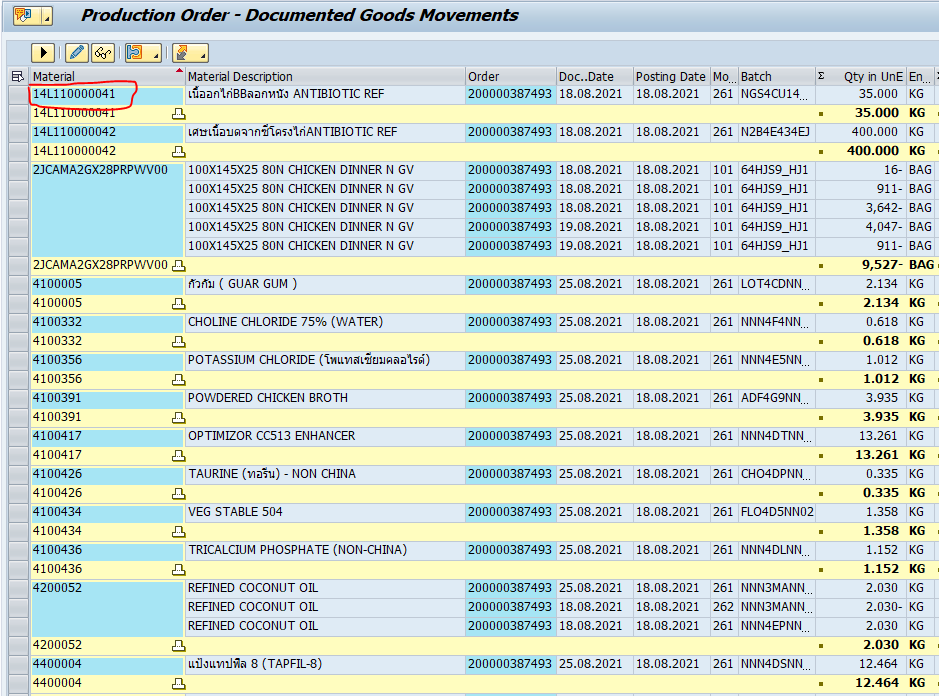 Production Order - Documented Goods Movements
Material Material Description Order Doc..Date Posting Date Mo... Batch Σ Qty in UnE En...
14L110000041 เนื้ออกไก่BBลอกหนัง ANTIBIOTIC REF 200000387493 18.08.2021 18.08.2021 261 NGS4CU14... 35.000 KG
14L110000041 35.000 KG
14L110000042 เศษเนื้อบดจากซี่โครงไก่ANTIBIOTIC REF 200000387493 18.08.2021 18.08.2021 261 N2B4E434EJ 400.000 KG
14L110000042 400.000 KG
2JCAMA2GX28PRPWV00 100X145X25 80N CHICKEN DINNER N GV 200000387493 18.08.2021 18.08.2021 101 64HJS9_HJ1 16- BAG
100X145X25 80N CHICKEN DINNER N GV 200000387493 18.08.2021 18.08.2021 101 64HJS9_HJ1 911- BAG
100X145X25 80N CHICKEN DINNER N GV 200000387493 18.08.2021 18.08.2021 101 64HJS9_HJ1 3,642- BAG
100X145X25 80N CHICKEN DINNER N GV 200000387493 19.08.2021 18.08.2021 101 64HJS9_HJ1 4,047- BAG
100X145X25 80N CHICKEN DINNER N GV 200000387493 19.08.2021 18.08.2021 101 64HJS9_HJ1 911- BAG
2JCAMA2GX28PRPWV00 9,527- BAG
4100005 กัวกัม ( GUAR GUM ) 200000387493 25.08.2021 18.08.2021 261 LOT4CDNN... 2.134 KG
4100005 2.134 KG
4100332 CHOLINE CHLORIDE 75% (WATER) 200000387493 25.08.2021 18.08.2021 261 NNN4F4NN... 0.618 KG
4100332 0.618 KG
4100356 POTASSIUM CHLORIDE (โพแทสเซียมคลอไรด์) 200000387493 25.08.2021 18.08.2021 261 NNN4E5NN... 1.012 KG
4100356 1.012 KG
4100391 POWDERED CHICKEN BROTH 200000387493 25.08.2021 18.08.2021 261 ADF4G9NN... 3.935 KG
4100391 3.935 KG
4100417 OPTIMIZOR CC513 ENHANCER 200000387493 25.08.2021 18.08.2021 261 NNN4DTNN... 13.261 KG
4100417 13.261 KG
4100426 TAURINE (ทอรีน) - NON CHINA 200000387493 25.08.2021 18.08.2021 261 CHO4DPNN... 0.335 KG
4100426 0.335 KG
4100434 VEG STABLE 504 200000387493 25.08.2021 18.08.2021 261 FLO4D5NN02 1.358 KG
4100434 1.358 KG
4100436 TRICALCIUM PHOSPHATE (NON-CHINA) 200000387493 25.08.2021 18.08.2021 261 NNN4DLNN... 1.152 KG
4100436 1.152 KG
4200052 REFINED COCONUT OIL 200000387493 25.08.2021 18.08.2021 261 NNN3MANN... 2.030 KG
REFINED COCONUT OIL 200000387493 18.08.2021 18.08.2021 262 NNN3MANN... 2.030- KG
REFINED COCONUT OIL 200000387493 18.08.2021 18.08.2021 261 NNN4EPNN... 2.030 KG
4200052 2.030 KG
4400004 แป้งแทปฟีล 8 (TAPFIL-8) 200000387493 25.08.2021 18.08.2021 261 NNN4DSNN... 12.464 KG
4400004 12.464 KG